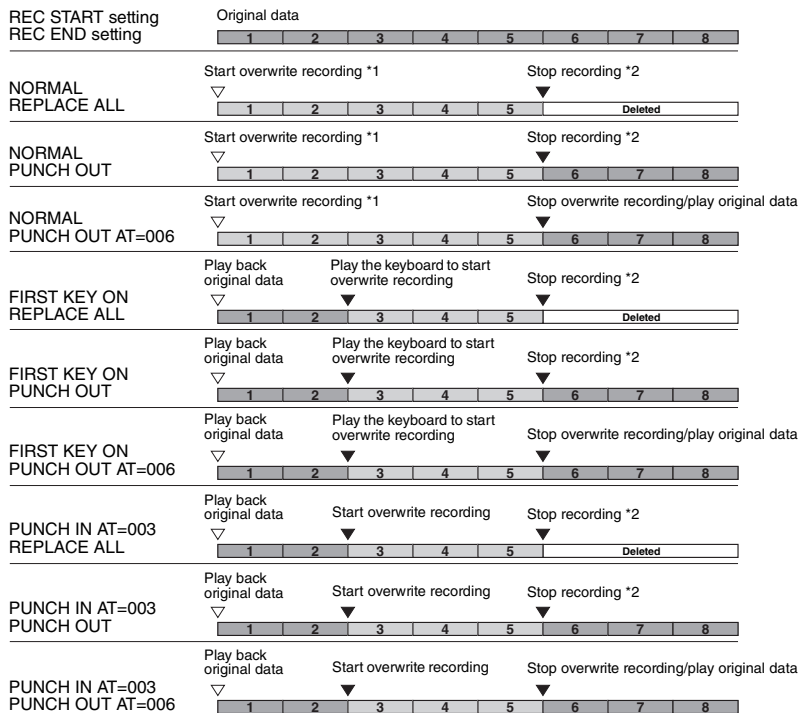 REC START setting
REC END setting
Original data
1 2 3 4 5 6 7 8
NORMAL
REPLACE ALL
Start overwrite recording *1
Stop recording *2
1 2 3 4 5 Deleted
NORMAL
PUNCH OUT
Start overwrite recording *1
Stop recording *2
1 2 3 4 5 6 7 8
NORMAL
PUNCH OUT AT=006
Start overwrite recording *1
Stop overwrite recording/play original data
1 2 3 4 5 6 7 8
FIRST KEY ON
REPLACE ALL
Play back
original data
Play the keyboard to start
overwrite recording
Stop recording *2
1 2 3 4 5 Deleted
FIRST KEY ON
PUNCH OUT
Play back
original data
Play the keyboard to start
overwrite recording
Stop recording *2
1 2 3 4 5 6 7 8
FIRST KEY ON
PUNCH OUT AT=006
Play back
original data
Play the keyboard to start
overwrite recording
Stop overwrite recording/play original data
1 2 3 4 5 6 7 8
PUNCH IN AT=003
REPLACE ALL
Play back
original data
Start overwrite recording
Stop recording *2
1 2 3 4 5 Deleted
PUNCH IN AT=003
PUNCH OUT
Play back
original data
Start overwrite recording
Stop recording *2
1 2 3 4 5 6 7 8
PUNCH IN AT=003
PUNCH OUT AT=006
Play back
original data
Start overwrite recording
Stop overwrite recording/play original data
1 2 3 4 5 6 7 8